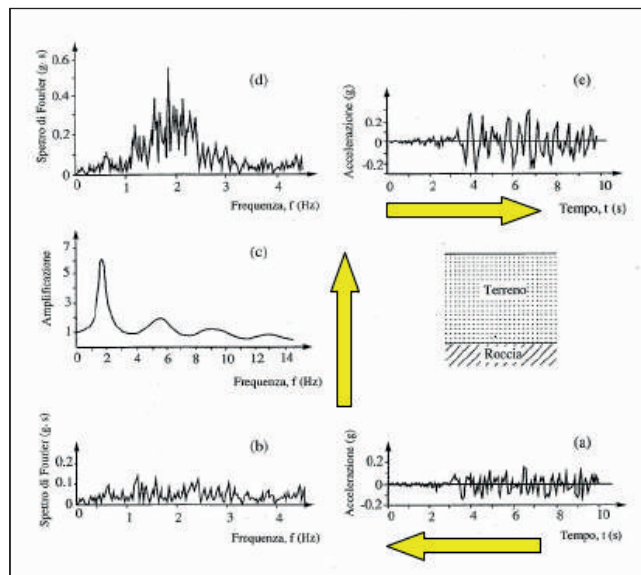 (d)
Spettro di Fourier (g. s)
0.6
0.4
0.2
0
0
1
2
3
4
Frequenza, f (Hz)
(e)
Accelerazione (g)
0.2
0
-0.2
0
2
4
6
8
10
Tempo, t (s)
(c)
Amplificazione
7
5
3
1
0
2
4
6
8
10
12
14
Frequenza, f (Hz)
Terreno
Roccia
(b)
Spettro di Fourier (g. s)
0.2
0.1
0
0
1
2
3
4
Frequenza, f (Hz)
(a)
Accelerazione (g)
0.2
0
-0.2
0
2
4
6
8
10
Tempo, t (s)